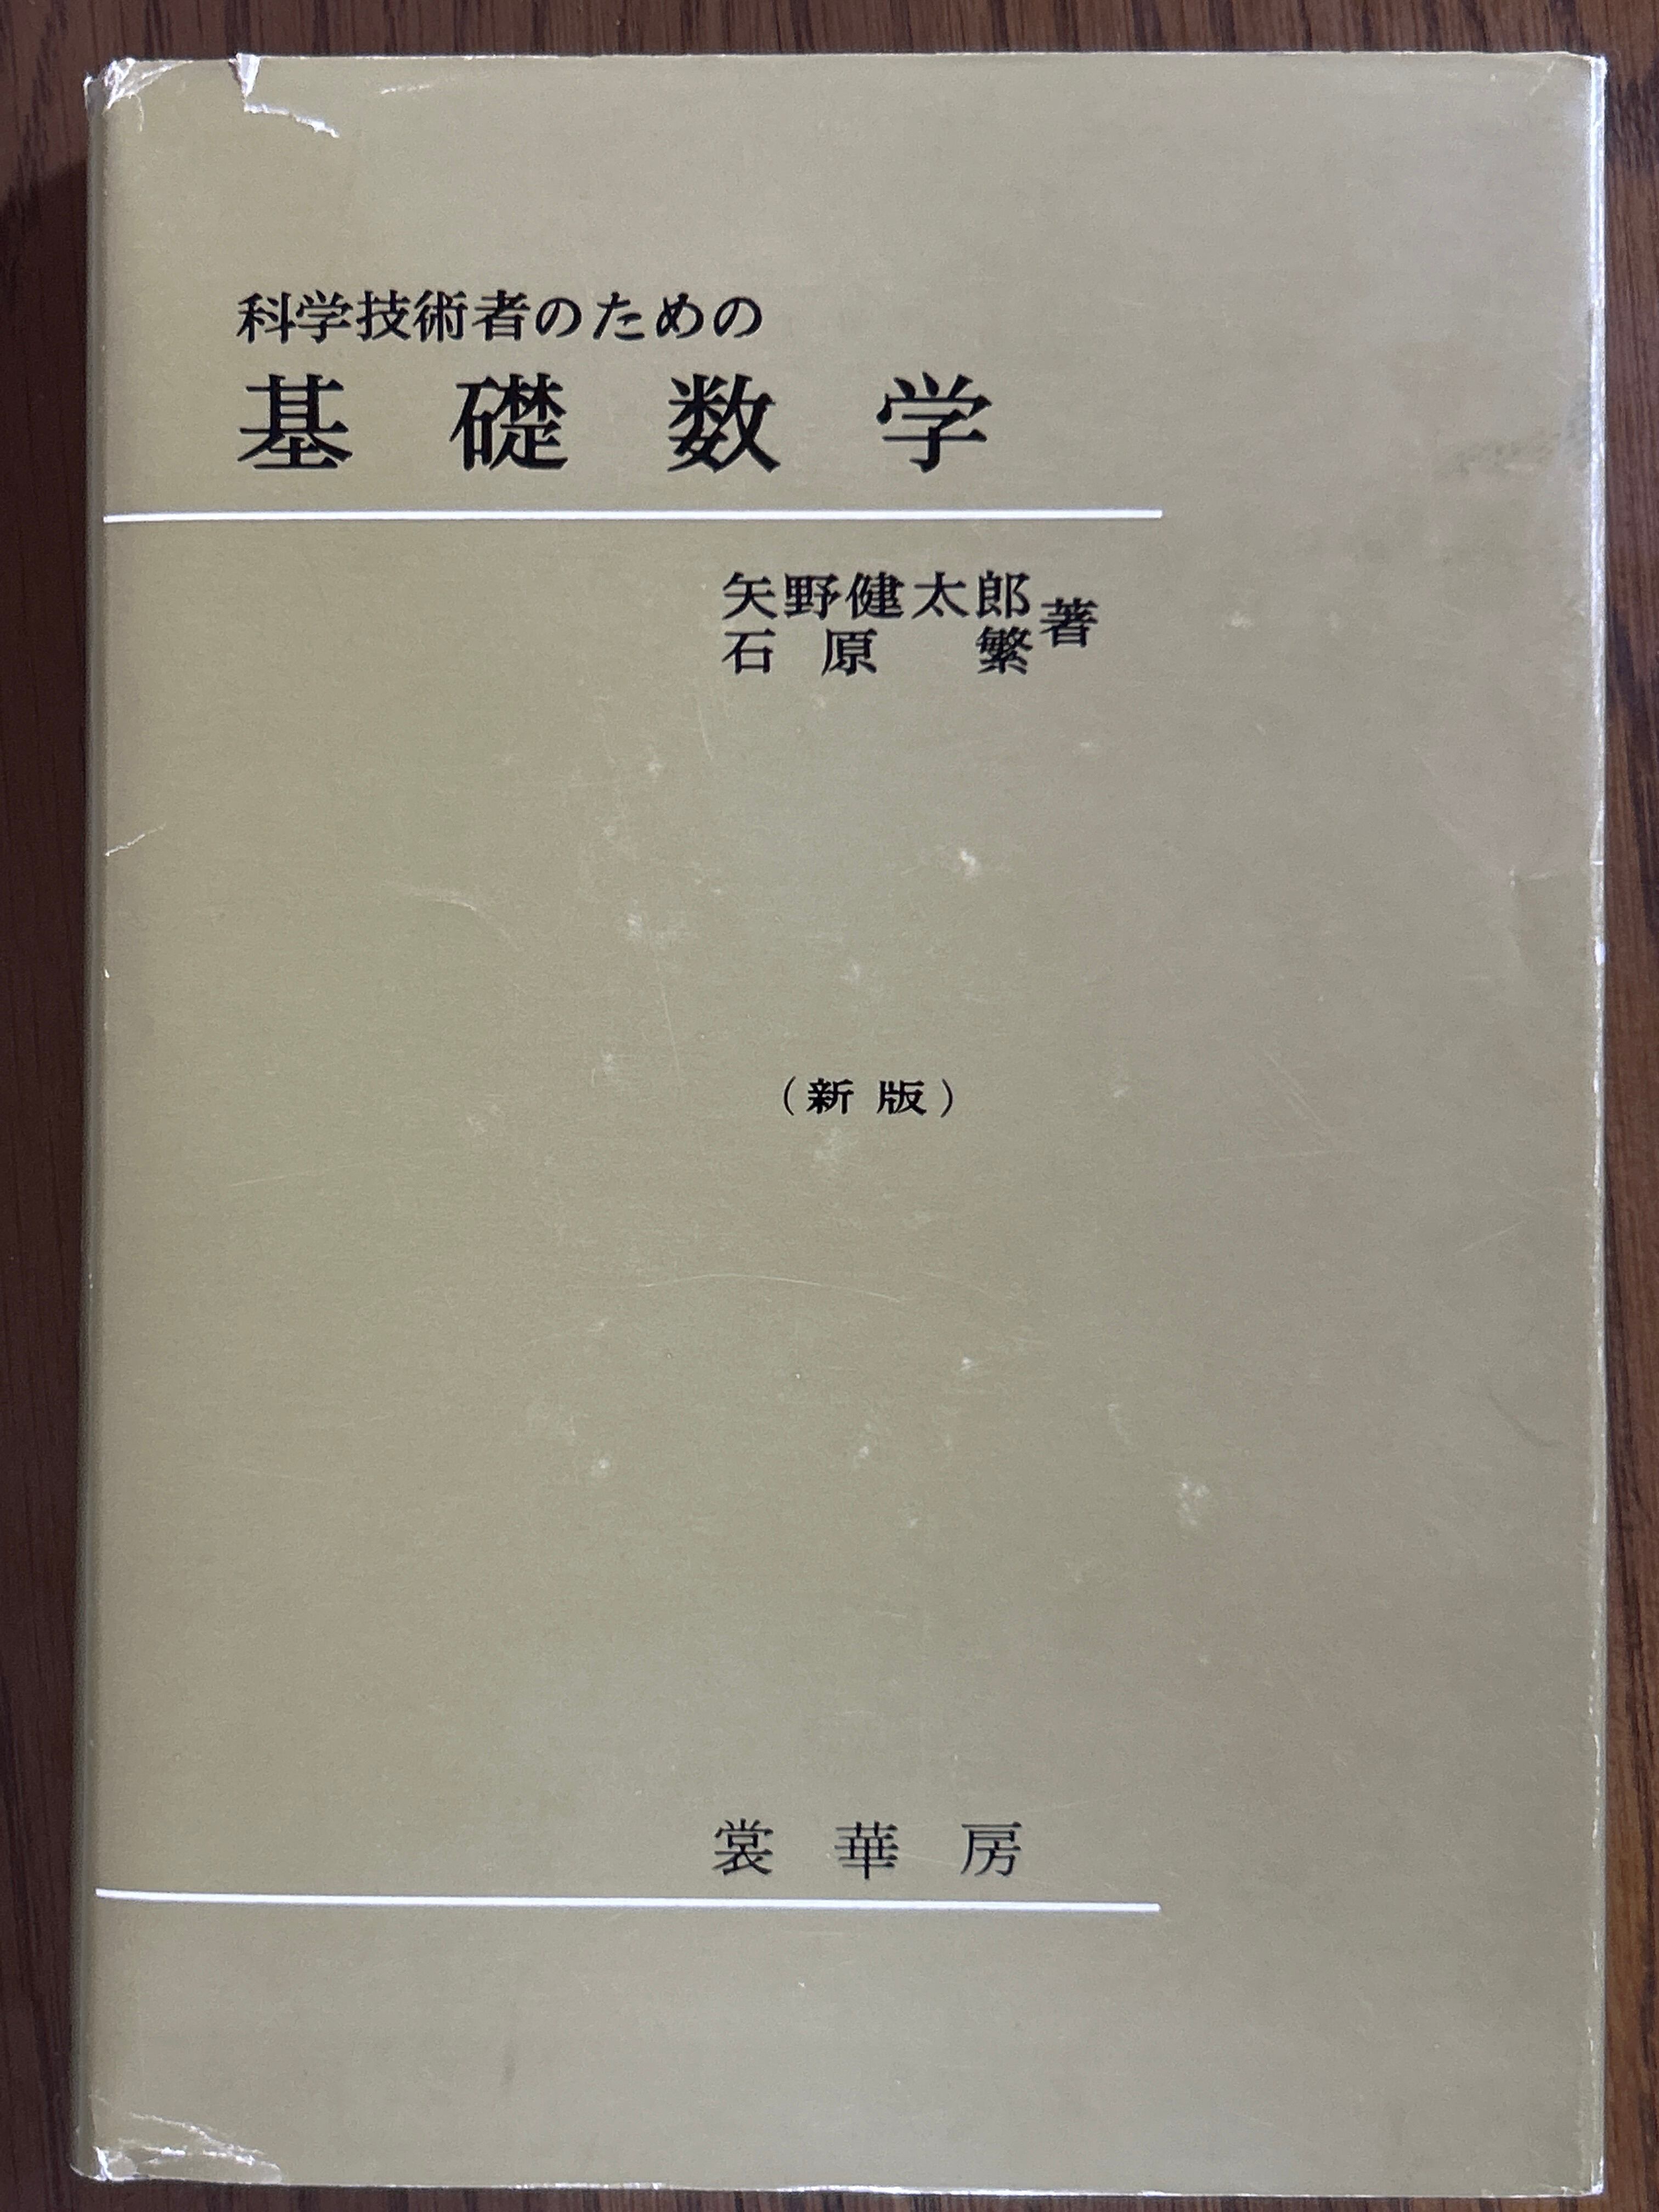 科学技術者のための
基礎数学
矢野健太郎
石原繁
著
(新版)
裳華房